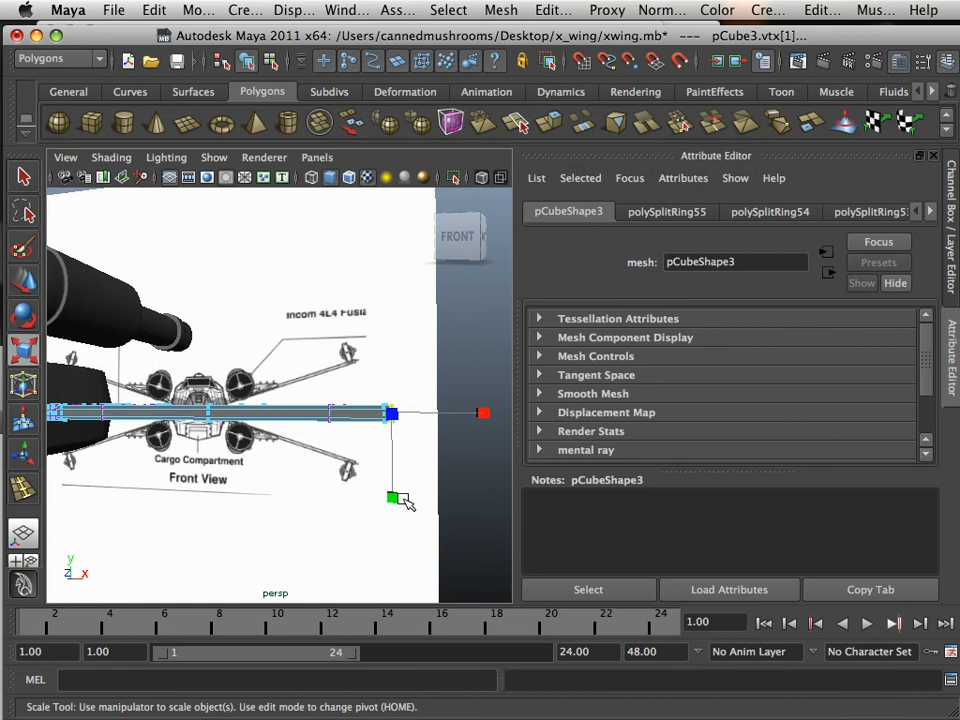 Maya File Edit Mo... Cre... Disp... Window Ass... Select Mesh Edit... Proxy Norm... Color Cre... Edit... Mus... Help
Autodesk Maya 2011 x64: /Users/cannedmushrooms/Desktop/x_wing/xwing.mb* --- pCube3.vtx[1]...
Polygons
General Curves Surfaces Polygons Subdivs Deformation Animation Dynamics Rendering PaintEffects Toon Muscle Fluids
View Shading Lighting Show Renderer Panels
Attribute Editor
List Selected Focus Attributes Show Help
pCubeShape3 polySplitRing55 polySplitRing54 polySplitRing5
mesh: pCubeShape3
Focus
Presets
Show Hide
Tessellation Attributes
Mesh Component Display
Mesh Controls
Tangent Space
Smooth Mesh
Displacement Map
Render Stats
mental ray
Notes: pCubeShape3
Select Load Attributes Copy Tab
Channel Box / Layer Editor
Attribute Editor
FRONT
Incom 4L4 Fusia
Cargo Compartment
Front View
y
z x
persp
2 4 6 8 10 12 14 16 18 20 22 24
1.00
1.00 1.00 1 24 24.00 48.00 No Anim Layer No Character Set
MEL
Scale Tool: Use manipulator to scale object(s). Use edit mode to change pivot (HOME).